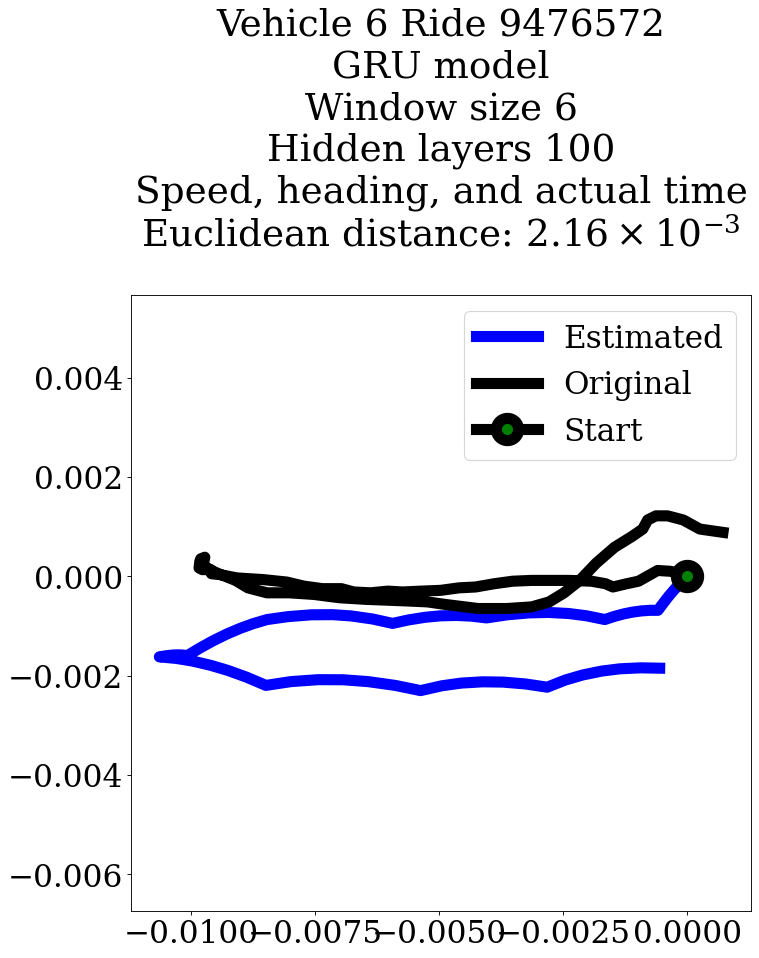 Vehicle 6 Ride 9476572
GRU model
Window size 6
Hidden layers 100
Speed, heading, and actual time
Euclidean distance: 2.16 × 10⁻³
Estimated
Original
Start
0.004
0.002
0.000
−0.002
−0.004
−0.006
−0.0100 −0.0075 −0.0050 −0.0025 0.0000